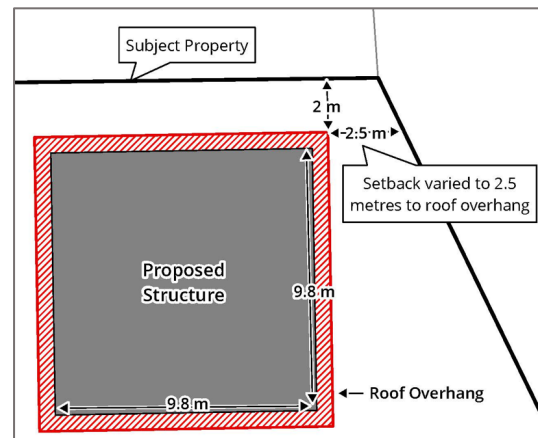 Subject Property
2 m
2.5 m
Setback varied to 2.5
metres to roof overhang
Proposed
Structure
9.8 m
Roof Overhang
9.8 m